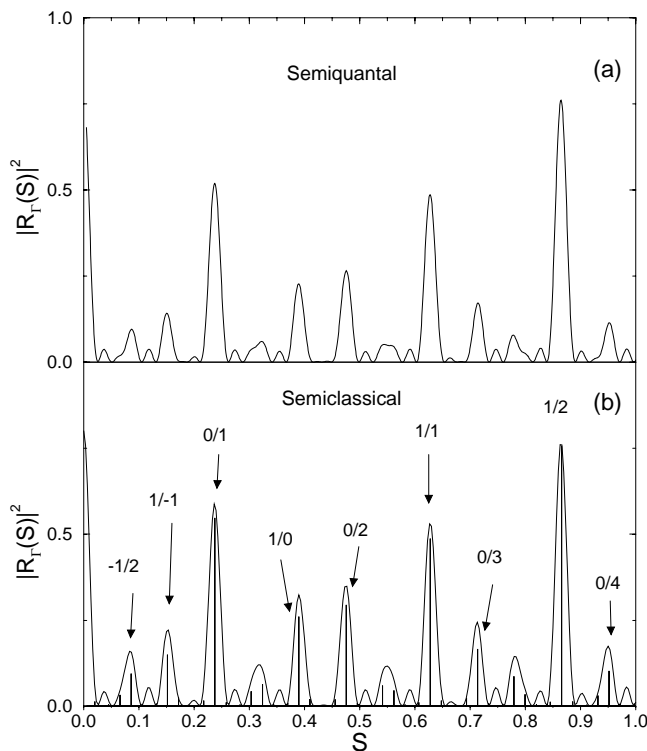 1.0
Semiquantal
(a)
|R_Γ(S)|²
0.5
0.0
Semiclassical
(b)
1/2
0/1
1/1
1/-1
-1/2
1/0
0/2
0/3
0/4
|R_Γ(S)|²
0.5
0.0
0.0 0.1 0.2 0.3 0.4 0.5 0.6 0.7 0.8 0.9 1.0
S